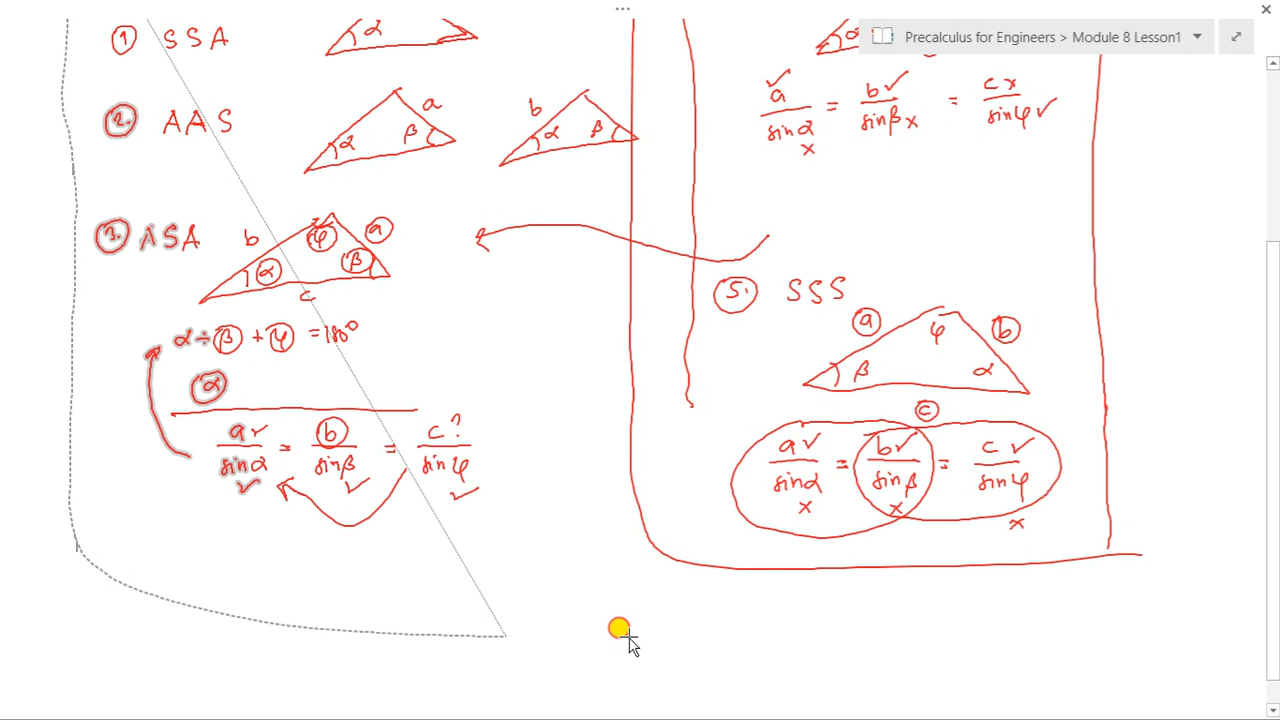 Precalculus for Engineers > Module 8 Lesson1
① SSA
α
α
② AAS
a
α β
b
α β
a✓/sinα x = b✓/sinβ x = c x/sinφ ✓
③ ASA
b φ a
α β
c
α + β + φ = 180°
α
a✓/sinα ✓ = b/sinβ ✓ = c?/sinφ ✓
⑤ SSS
a φ b
β α
c
a✓/sinα x = b✓/sinβ x = c✓/sinφ x